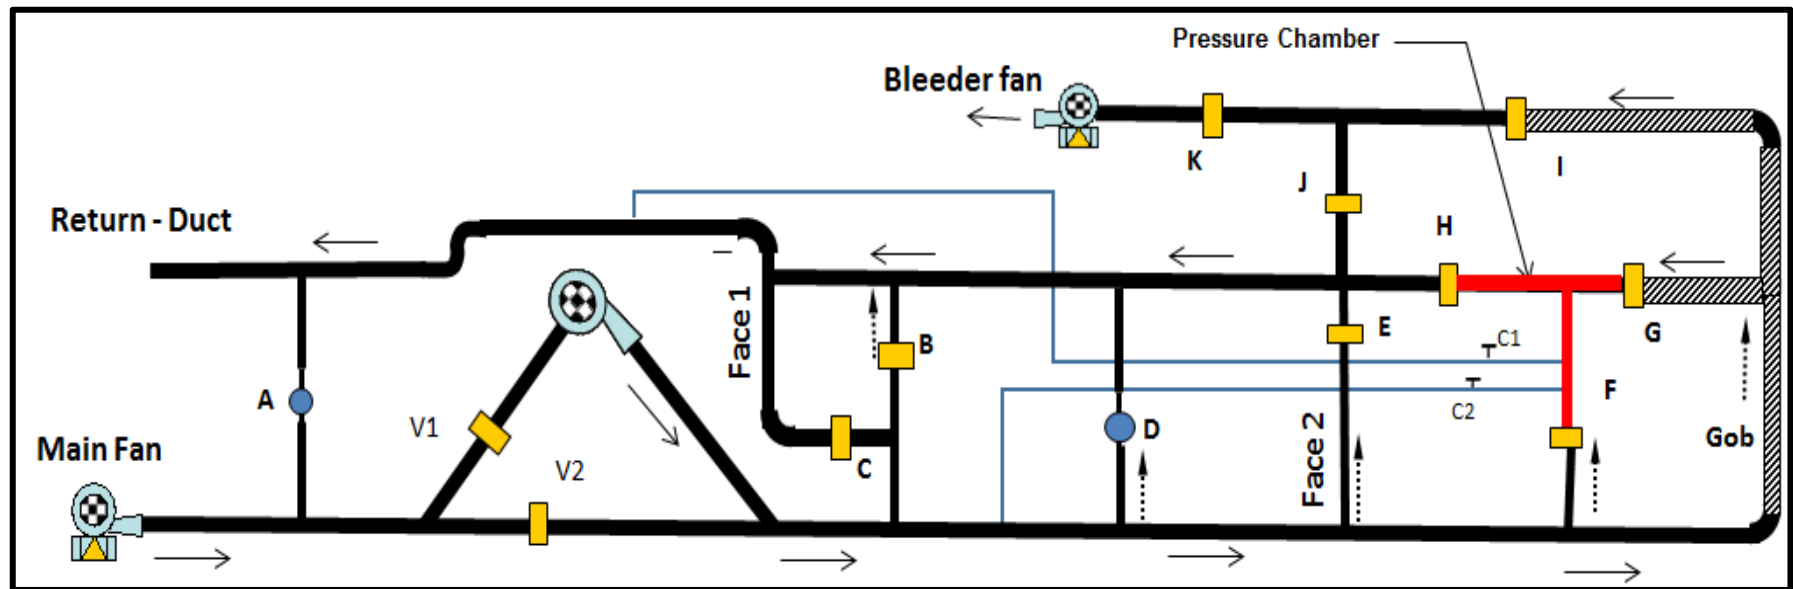 Pressure Chamber
Bleeder fan
K
I
J
Return - Duct
H
Face 1
B
E
G
C1
A
V1
D
F
C2
Gob
Main Fan
V2
C
Face 2